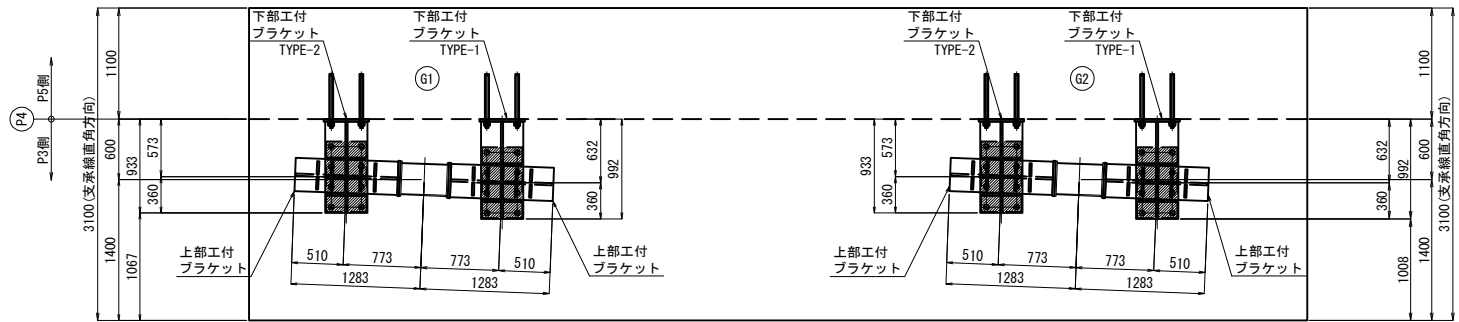 下部工付
ブラケット
TYPE-2
下部工付
ブラケット
TYPE-1
下部工付
ブラケット
TYPE-2
下部工付
ブラケット
TYPE-1
G1
G2
P4
P5側
P3側
3100(支承線直角方向)
1100
600
1400
933
1067
573
360
632
360
992
933
573
360
632
360
992
1008
1100
600
1400
3100(支承線直角方向)
上部工付
ブラケット
上部工付
ブラケット
上部工付
ブラケット
上部工付
ブラケット
510
773
773
510
1283
1283
510
773
773
510
1283
1283